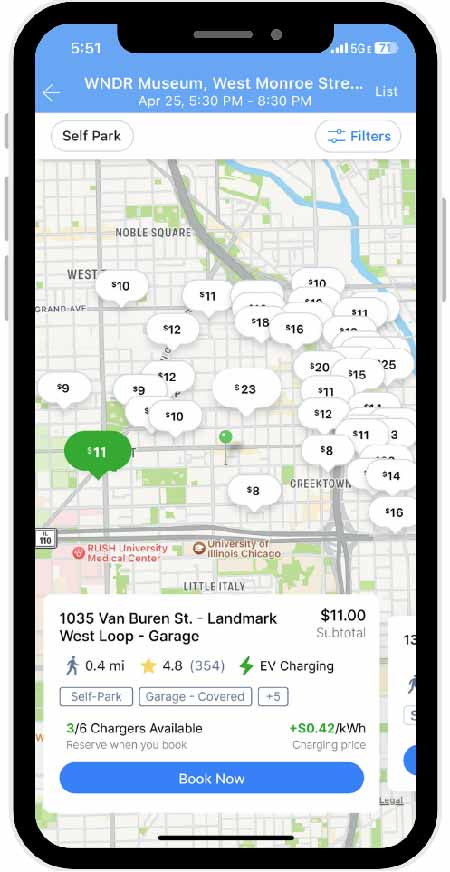 5:51
5G E 71
WNDR Museum, West Monroe Stre...
Apr 25, 5:30 PM - 8:30 PM
List
Self Park
Filters
NOBLE SQUARE
WEST T
$10
$10
$11
GRAND AVE
$11
$18
$16
$12
$20
$15
25
$12
$9
$9
$23
$11
$10
$12
$11
3
$8
$11
T
$14
$8
GREEKTOWN
$16
IL
110
RUSH University
Medical Center
University of
Illinois Chicago
LITTLE ITALY
1035 Van Buren St. - Landmark
West Loop - Garage
$11.00
Subtotal
0.4 mi
4.8 (354)
EV Charging
Self-Park
Garage - Covered
+5
3/6 Chargers Available
+$0.42/kWh
Reserve when you book
Charging price
Book Now
13
S
W
Legal